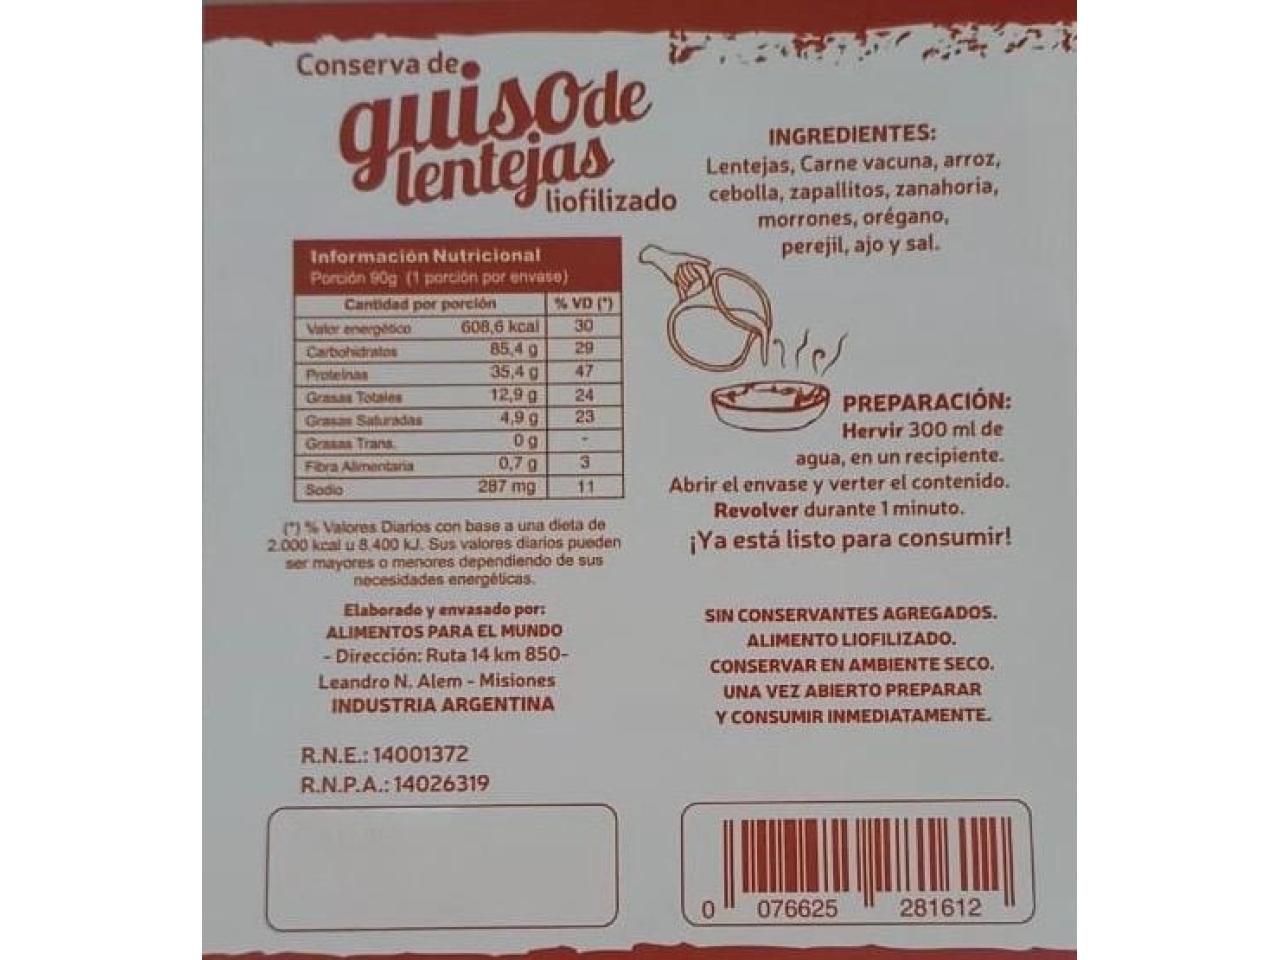 Conserva de
guiso de
lentejas
liofilizado
Información Nutricional
Porción 90g (1 porción por envase)
Cantidad por porción % VD (*)
Valor energético 608,6 kcal 30
Carbohidratos 85,4 g 29
Proteínas 35,4 g 47
Grasas Totales 12,9 g 24
Grasas Saturadas 4,9 g 23
Grasas Trans. 0 g -
Fibra Alimentaria 0,7 g 3
Sodio 287 mg 11
(*) % Valores Diarios con base a una dieta de
2.000 kcal u 8.400 kJ. Sus valores diarios pueden
ser mayores o menores dependiendo de sus
necesidades energéticas.
Elaborado y envasado por:
ALIMENTOS PARA EL MUNDO
- Dirección: Ruta 14 km 850-
Leandro N. Alem - Misiones
INDUSTRIA ARGENTINA
R.N.E.: 14001372
R.N.P.A.: 14026319
INGREDIENTES:
Lentejas, Carne vacuna, arroz,
cebolla, zapallitos, zanahoria,
morrones, orégano,
perejil, ajo y sal.
PREPARACIÓN:
Hervir 300 ml de
agua, en un recipiente.
Abrir el envase y verter el contenido.
Revolver durante 1 minuto.
¡Ya está listo para consumir!
SIN CONSERVANTES AGREGADOS.
ALIMENTO LIOFILIZADO.
CONSERVAR EN AMBIENTE SECO.
UNA VEZ ABIERTO PREPARAR
Y CONSUMIR INMEDIATAMENTE.
0 076625 281612